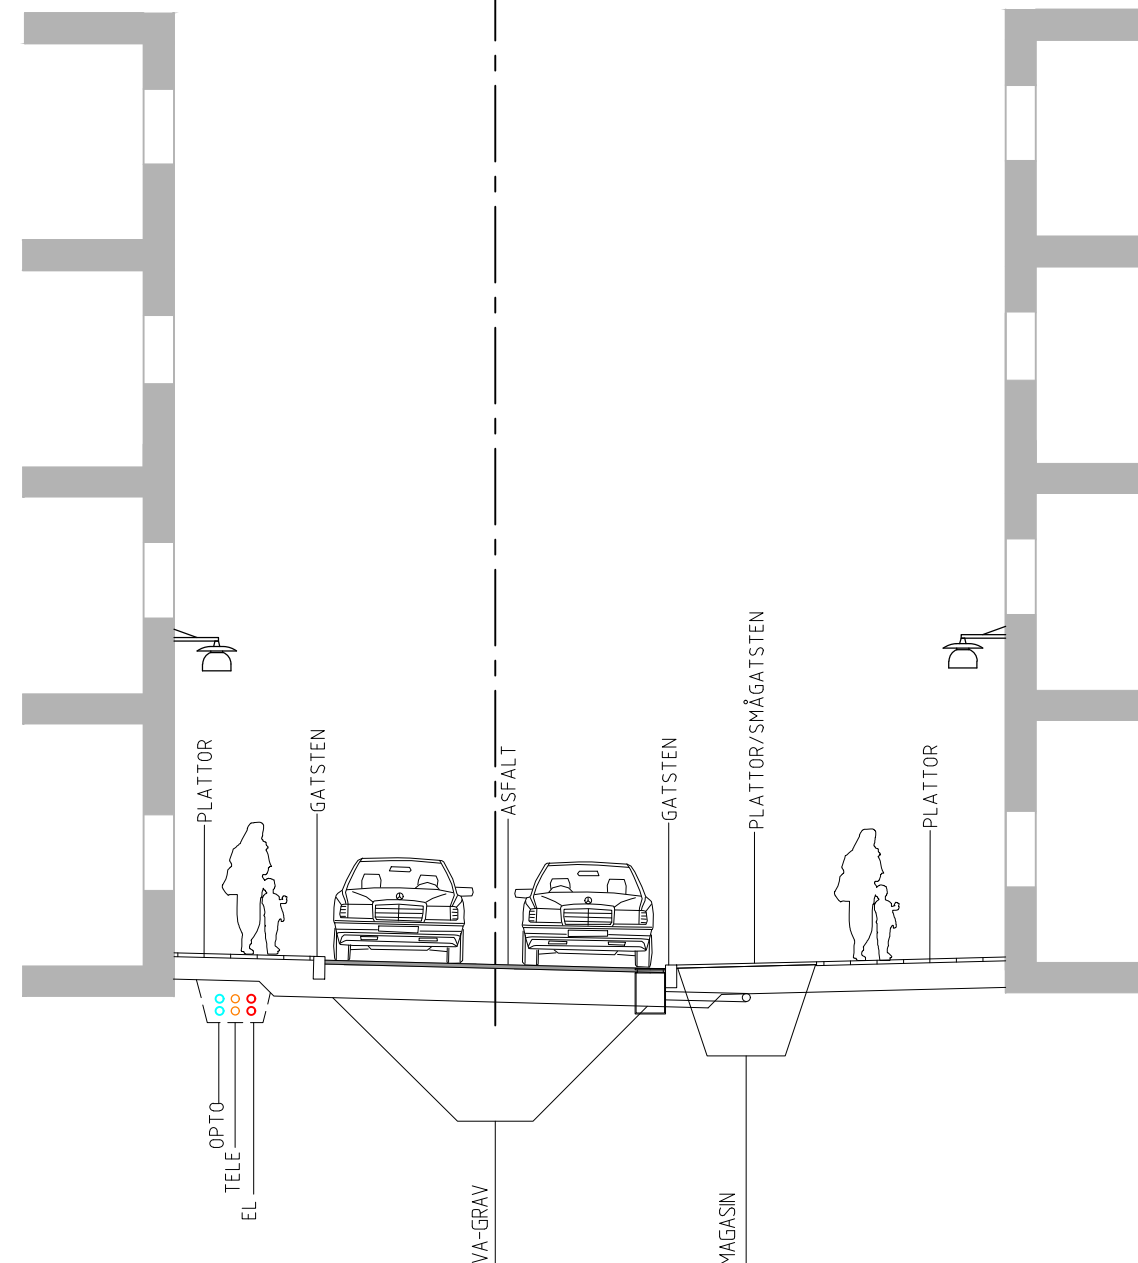 PLATTOR
GATSTEN
ASFALT
GATSTEN
PLATTOR/SMÅGATSTEN
PLATTOR
OPTO
TELE
EL
VA-GRAV
MAGASIN